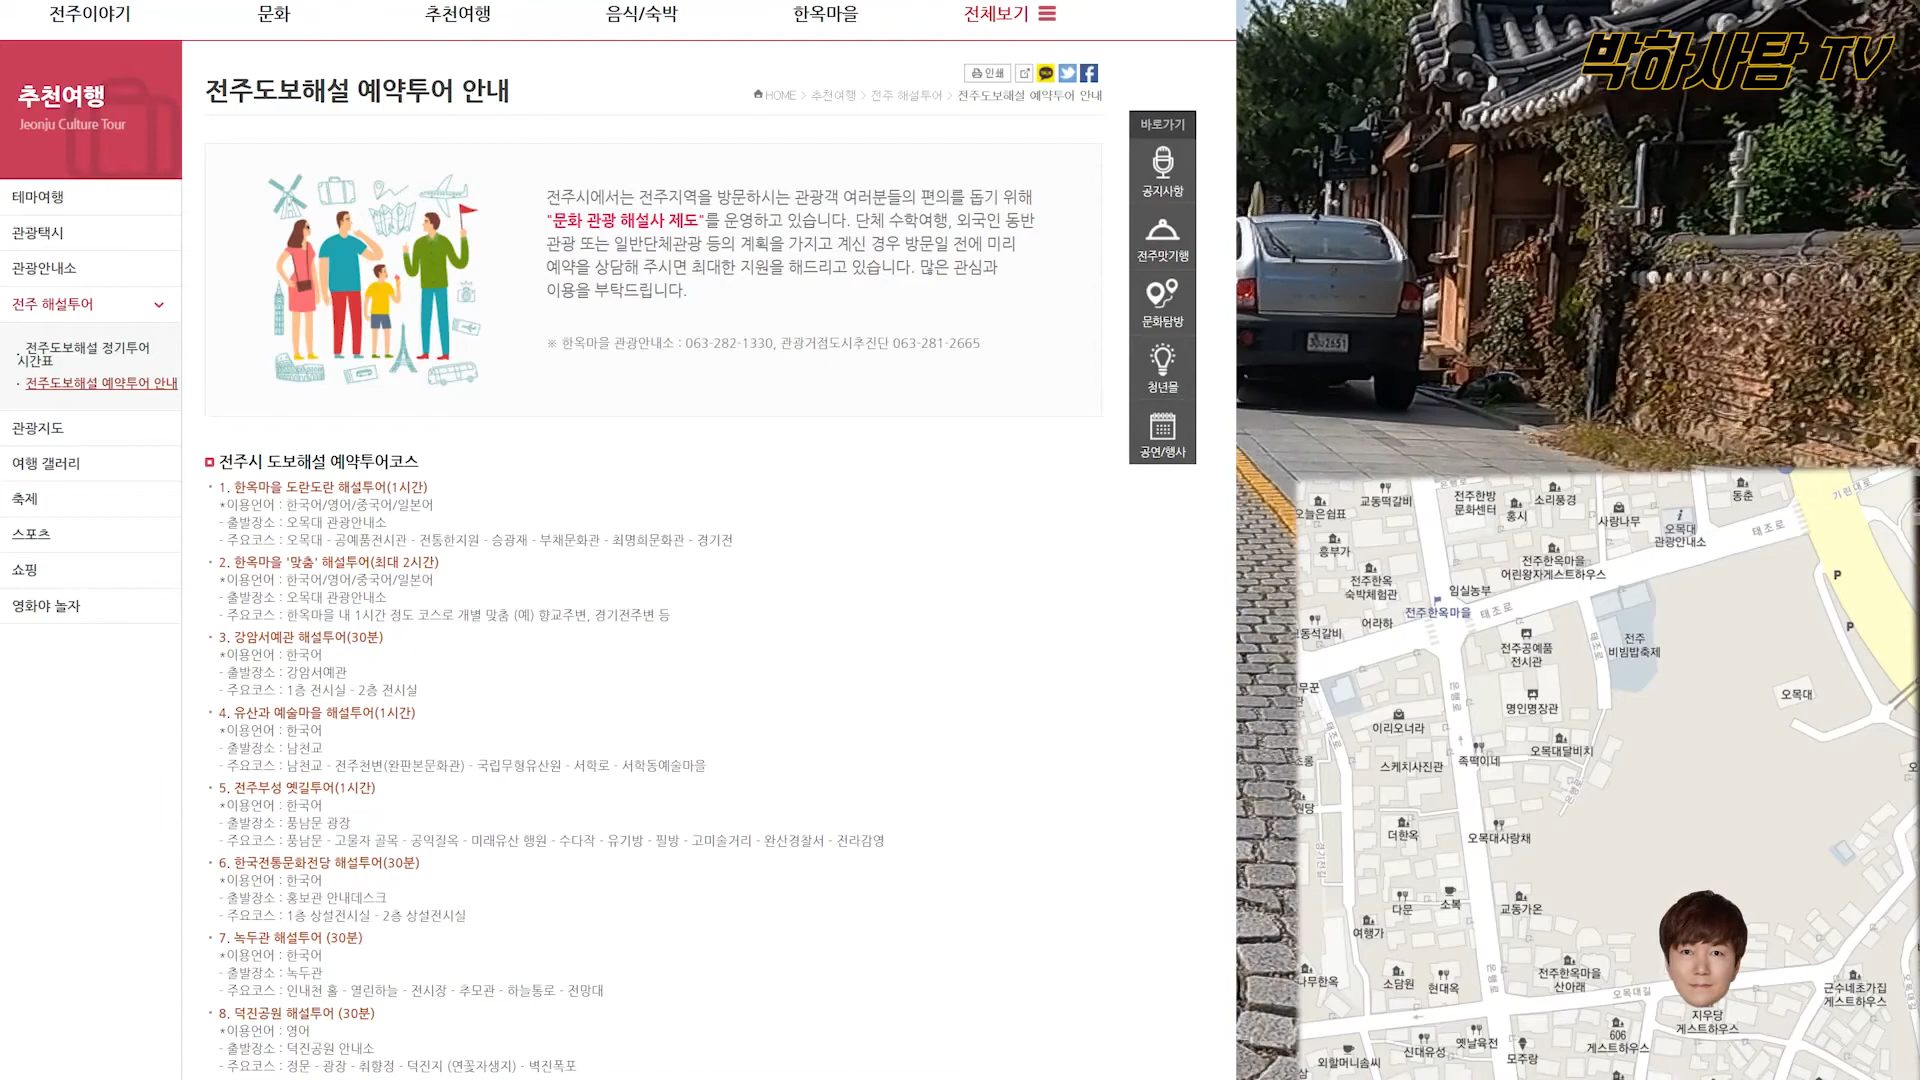 전주이야기
문화
추천여행
음식/숙박
한옥마을
전체보기
추천여행
Jeonju Culture Tour
테마여행
관광택시
관광안내소
전주 해설투어
· 전주도보해설 정기투어
시간표
· 전주도보해설 예약투어 안내
관광지도
여행 갤러리
축제
스포츠
쇼핑
영화야 놀자
전주도보해설 예약투어 안내
인쇄
HOME > 추천여행 > 전주 해설투어 > 전주도보해설 예약투어 안내
전주시에서는 전주지역을 방문하시는 관광객 여러분들의 편의를 돕기 위해
"문화 관광 해설사 제도"를 운영하고 있습니다. 단체 수학여행, 외국인 동반
관광 또는 일반단체관광 등의 계획을 가지고 계신 경우 방문일 전에 미리
예약을 상담해 주시면 최대한 지원을 해드리고 있습니다. 많은 관심과
이용을 부탁드립니다.
※ 한옥마을 관광안내소 : 063-282-1330, 관광거점도시추진단 063-281-2665
바로가기
공지사항
전주맛기행
문화탐방
청년몰
공연/행사
전주시 도보해설 예약투어코스
1. 한옥마을 도란도란 해설투어(1시간)
*이용언어 : 한국어/영어/중국어/일본어
- 출발장소 : 오목대 관광안내소
- 주요코스 : 오목대 - 공예품전시관 - 전통한지원 - 승광재 - 부채문화관 - 최명희문화관 - 경기전
2. 한옥마을 '맞춤' 해설투어(최대 2시간)
*이용언어 : 한국어/영어/중국어/일본어
- 출발장소 : 오목대 관광안내소
- 주요코스 : 한옥마을 내 1시간 정도 코스로 개별 맞춤 (예) 향교주변, 경기전주변 등
3. 강암서예관 해설투어(30분)
*이용언어 : 한국어
- 출발장소 : 강암서예관
- 주요코스 : 1층 전시실 - 2층 전시실
4. 유산과 예술마을 해설투어(1시간)
*이용언어 : 한국어
- 출발장소 : 남천교
- 주요코스 : 남천교 - 전주천변(완판본문화관) - 국립무형유산원 - 서학로 - 서학동예술마을
5. 전주부성 옛길투어(1시간)
*이용언어 : 한국어
- 출발장소 : 풍남문 광장
- 주요코스 : 풍남문 - 고물자 골목 - 공익질옥 - 미래유산 행원 - 수다작 - 유기방 - 필방 - 고미술거리 - 완산경찰서 - 전라감영
6. 한국전통문화전당 해설투어(30분)
*이용언어 : 한국어
- 출발장소 : 홍보관 안내데스크
- 주요코스 : 1층 상설전시실 - 2층 상설전시실
7. 녹두관 해설투어 (30분)
*이용언어 : 한국어
- 출발장소 : 녹두관
- 주요코스 : 인내천 홀 - 열린하늘 - 전시장 - 추모관 - 하늘통로 - 전망대
8. 덕진공원 해설투어 (30분)
*이용언어 : 영어
- 출발장소 : 덕진공원 안내소
- 주요코스 : 정문 - 광장 - 취향정 - 덕진지 (연꽃자생지) - 벽진폭포
박하사탕 TV
오늘은쉼표
교동떡갈비
전주한방
문화센터
홍시
소리풍경
사랑나무
오목대
관광안내소
동춘
기린대로
태조로
흥부가
전주한옥
숙박체험관
전주한옥마을
어린왕자게스트하우스
임실농부
전주한옥마을
태조로
어라하
교동석갈비
전주공예품
전시관
전주
비빔밥축제
태조로
P
P
은행로
명인명장관
오목대
이리오너라
오목대달비치
스케치사진관
족떡이네
더한옥
오목대사랑채
경기전길
다문
소복
교동가온
여행가
나무한옥
소담원
현대옥
은행로
전주한옥마을
산아래
오목대길
지우당
게스트하우스
군수네초가집
게스트하우스
606
게스트하우스
신대유성
옛날육전
모주랑
외할머니솜씨